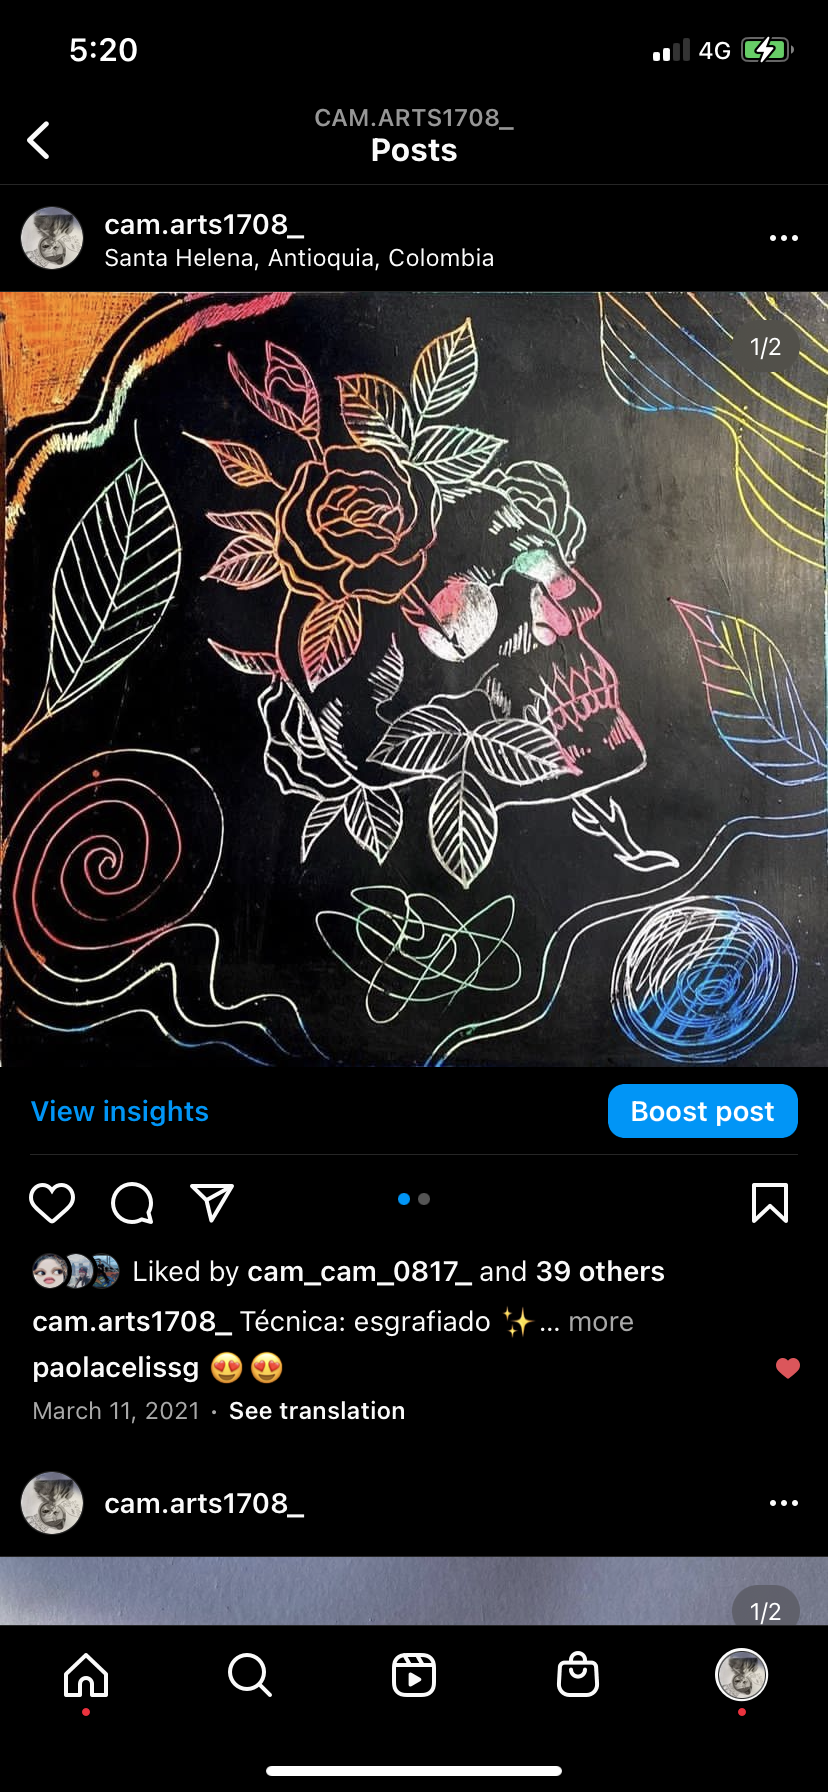 5:20
4G
CAM.ARTS1708_
Posts
cam.arts1708_
Santa Helena, Antioquia, Colombia
1/2
View insights
Boost post
Liked by cam_cam_0817_ and 39 others
cam.arts1708_ Técnica: esgrafiado ✨... more
paolacelissg 😍😍
March 11, 2021 · See translation
cam.arts1708_
1/2